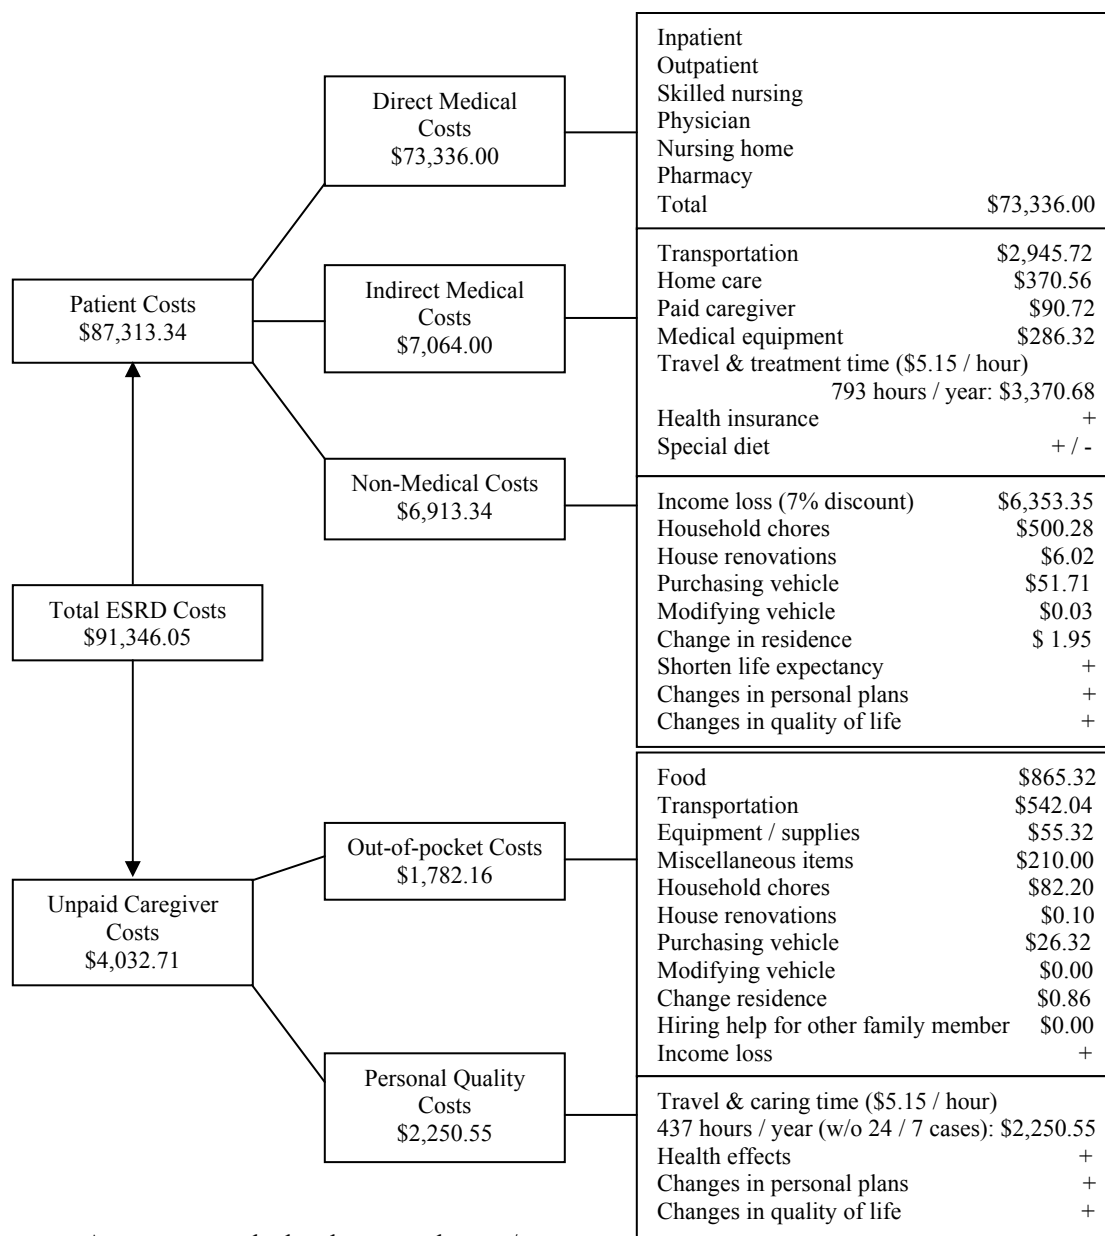 Total ESRD Costs
$91,346.05
Patient Costs
$87,313.34
Direct Medical
Costs
$73,336.00
Inpatient
Outpatient
Skilled nursing
Physician
Nursing home
Pharmacy
Total $73,336.00
Indirect Medical
Costs
$7,064.00
Transportation $2,945.72
Home care $370.56
Paid caregiver $90.72
Medical equipment $286.32
Travel & treatment time ($5.15 / hour)
793 hours / year: $3,370.68
Health insurance +
Special diet + / -
Non-Medical Costs
$6,913.34
Income loss (7% discount) $6,353.35
Household chores $500.28
House renovations $6.02
Purchasing vehicle $51.71
Modifying vehicle $0.03
Change in residence $ 1.95
Shorten life expectancy +
Changes in personal plans +
Changes in quality of life +
Unpaid Caregiver
Costs
$4,032.71
Out-of-pocket Costs
$1,782.16
Food $865.32
Transportation $542.04
Equipment / supplies $55.32
Miscellaneous items $210.00
Household chores $82.20
House renovations $0.10
Purchasing vehicle $26.32
Modifying vehicle $0.00
Change residence $0.86
Hiring help for other family member $0.00
Income loss +
Personal Quality
Costs
$2,250.55
Travel & caring time ($5.15 / hour)
437 hours / year (w/o 24 / 7 cases): $2,250.55
Health effects +
Changes in personal plans +
Changes in quality of life +